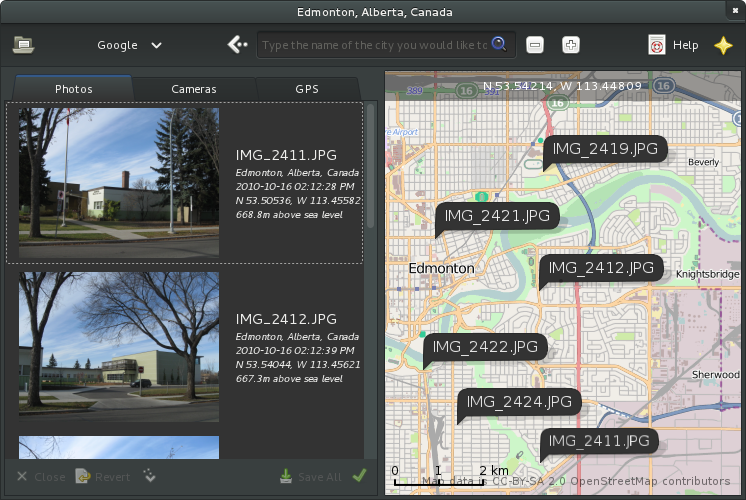 Edmonton, Alberta, Canada
Google
Type the name of the city you would like to
Help
Photos
Cameras
GPS
IMG_2411.JPG
Edmonton, Alberta, Canada
2010-10-16 02:12:28 PM
N 53.50536, W 113.45582
668.8m above sea level
IMG_2412.JPG
Edmonton, Alberta, Canada
2010-10-16 02:12:39 PM
N 53.54044, W 113.45621
667.3m above sea level
Close
Revert
Save All
N 53.54214, W 113.44809
389
16
391
16
16
16
Airport
IMG_2419.JPG
Beverly
IMG_2421.JPG
Edmonton
IMG_2412.JPG
Knightsbridge
IMG_2422.JPG
Sherwood
IMG_2424.JPG
IMG_2411.JPG
0 1 2 km
Map data is CC-BY-SA 2.0 OpenStreetMap contributors